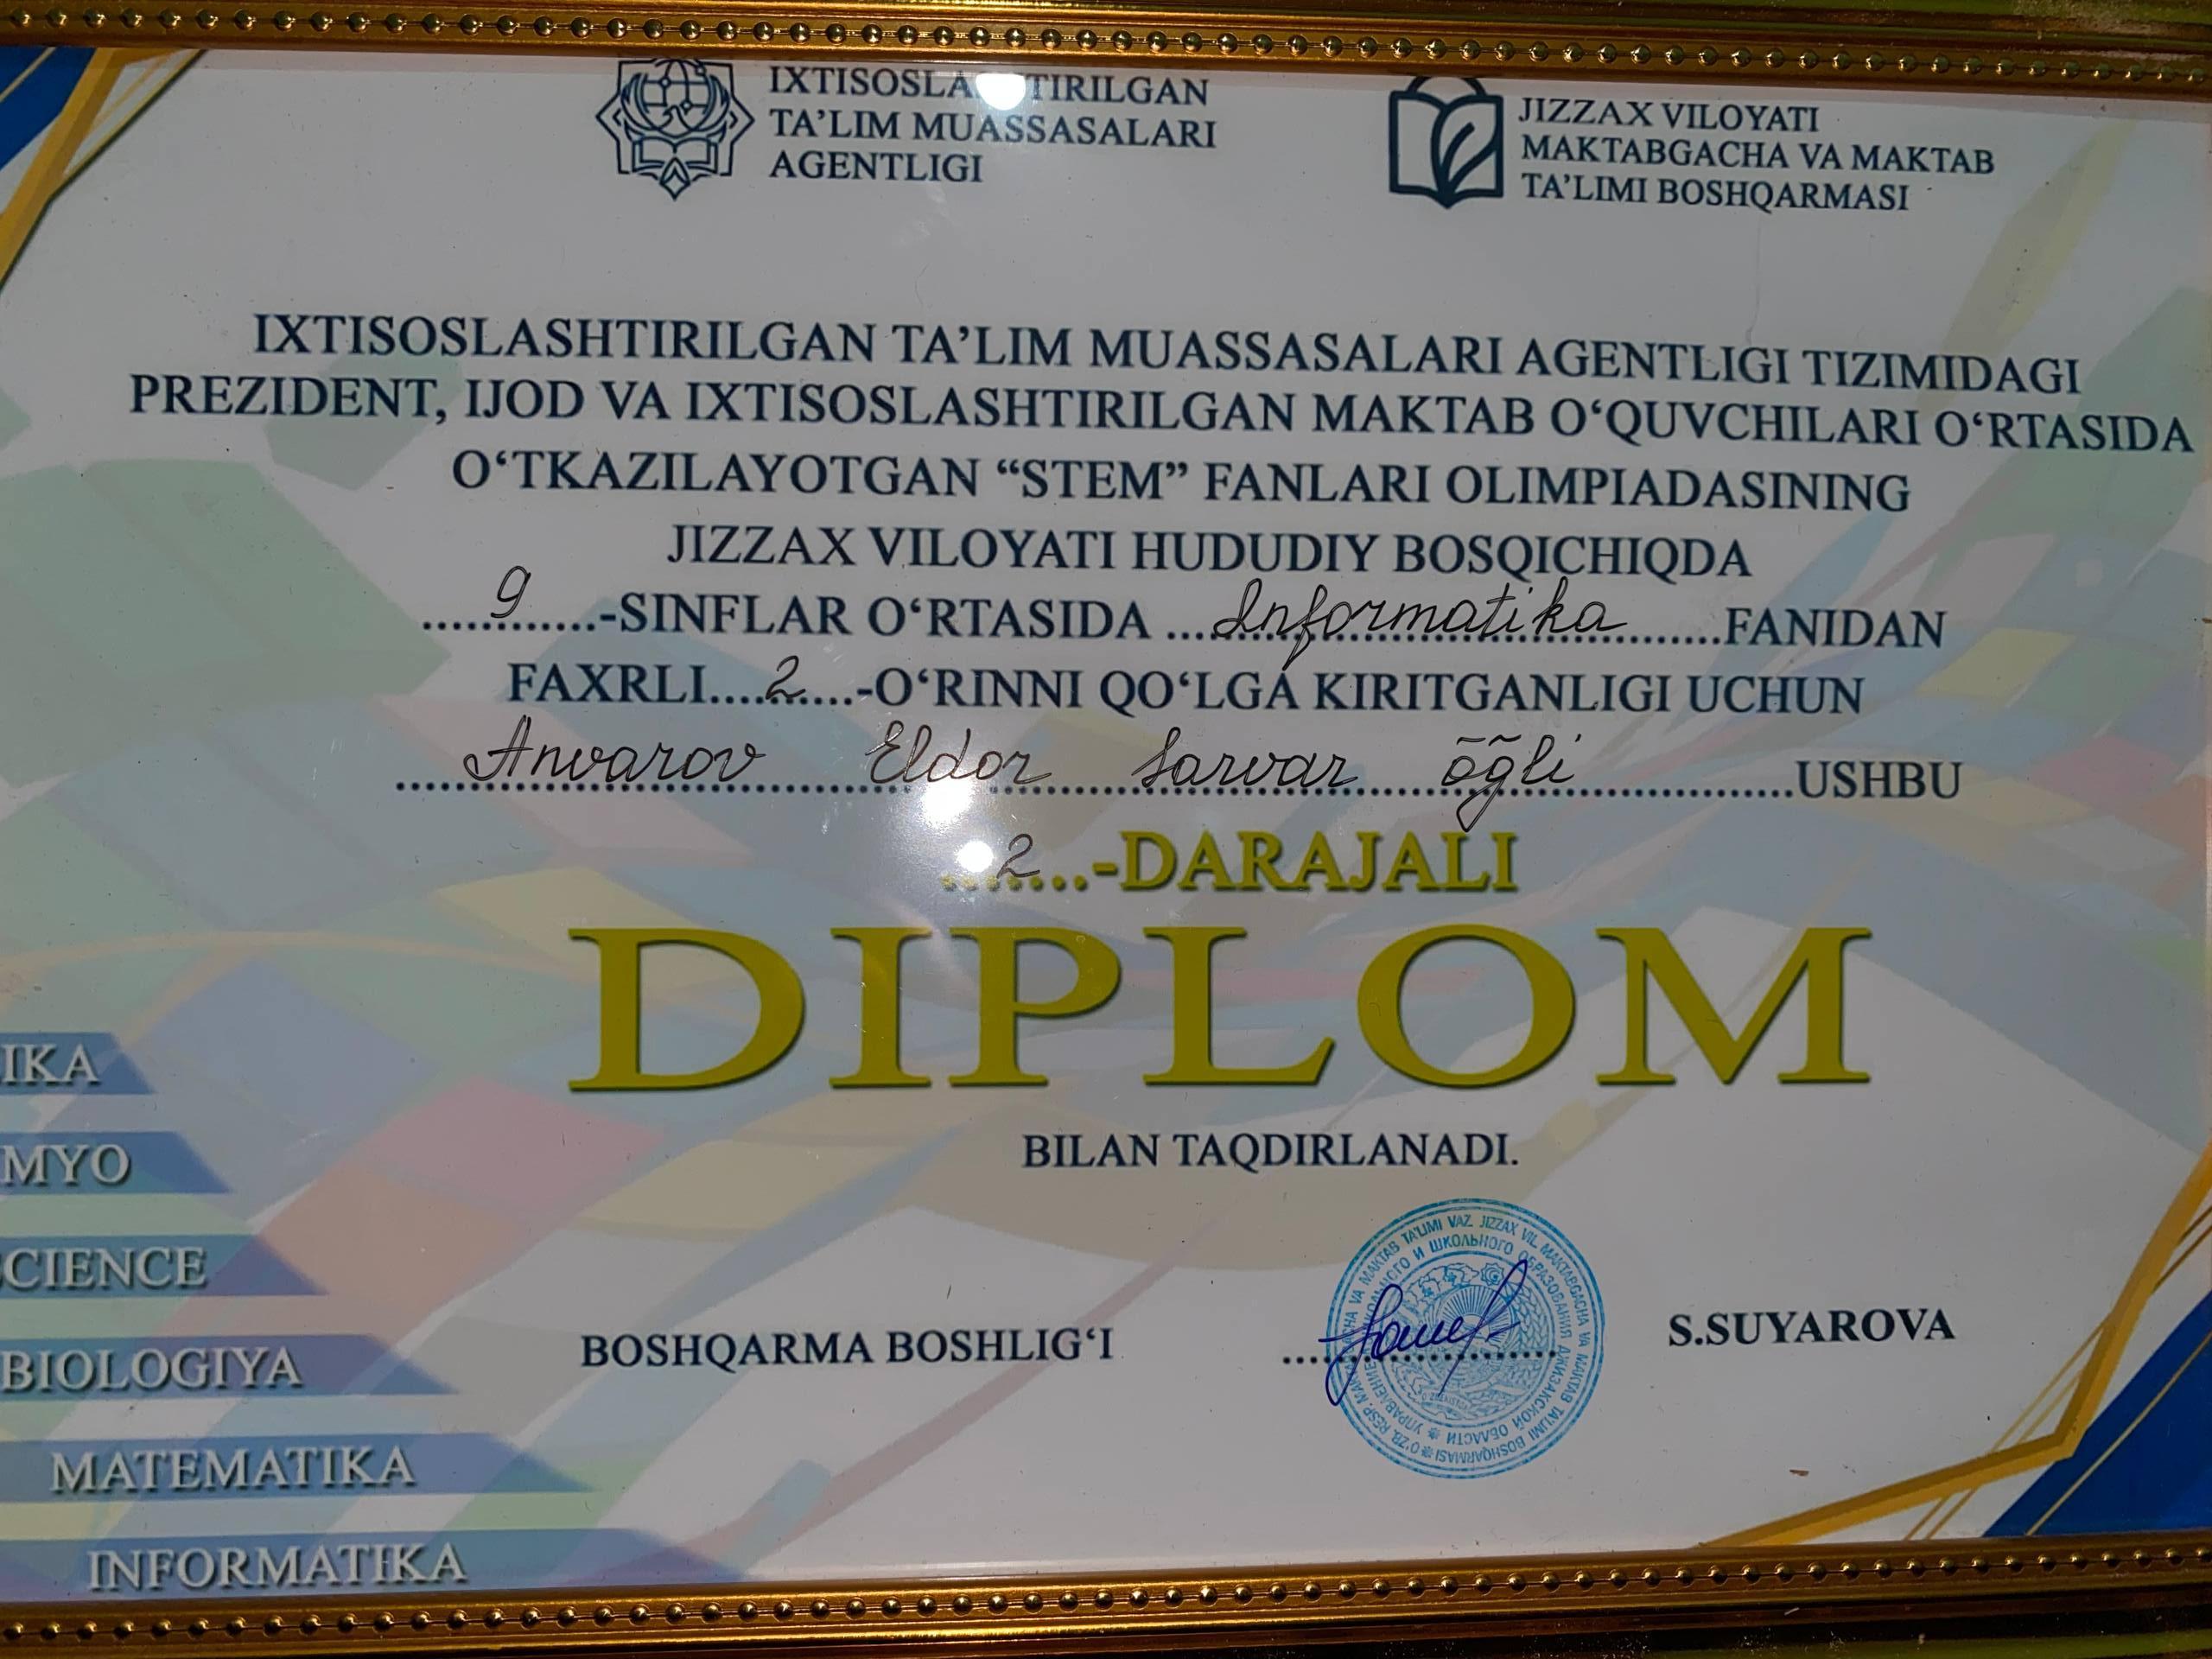 IXTISOSLASHTIRILGAN
TA’LIM MUASSASALARI
AGENTLIGI
JIZZAX VILOYATI
MAKTABGACHA VA MAKTAB
TA’LIMI BOSHQARMASI
IXTISOSLASHTIRILGAN TA’LIM MUASSASALARI AGENTLIGI TIZIMIDAGI
PREZIDENT, IJOD VA IXTISOSLASHTIRILGAN MAKTAB O‘QUVCHILARI O‘RTASIDA
O‘TKAZILAYOTGAN “STEM” FANLARI OLIMPIADASINING
JIZZAX VILOYATI HUDUDIY BOSQICHIQDA
9-SINFLAR O‘RTASIDA Informatika FANIDAN
FAXRLI 2-O‘RINNI QO‘LGA KIRITGANLIGI UCHUN
Anvarov Eldor Sarvar õg̃li USHBU
2-DARAJALI
DIPLOM
BILAN TAQDIRLANADI.
IKA
MYO
CIENCE
BIOLOGIYA
MATEMATIKA
INFORMATIKA
BOSHQARMA BOSHLIG‘I S.SUYAROVA